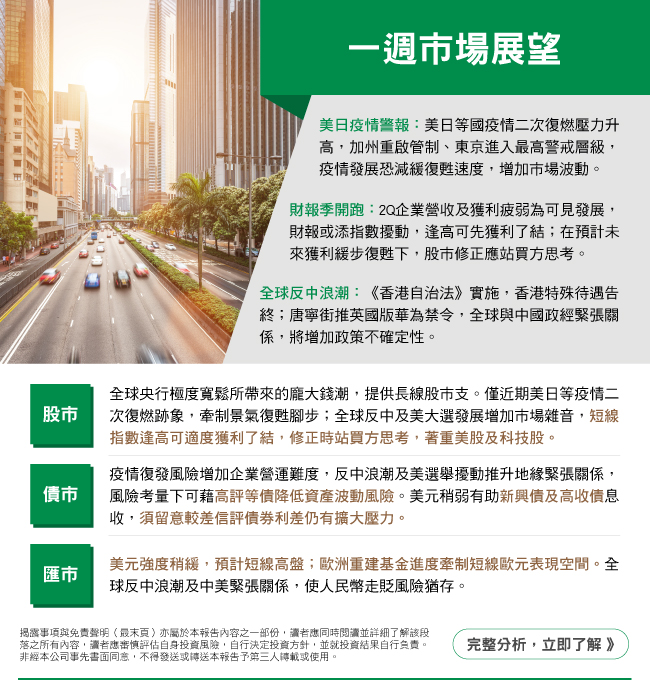 一週市場展望
美日疫情警報：美日等國疫情二次復燃壓力升
高，加州重啟管制、東京進入最高警戒層級，
疫情發展恐減緩復甦速度，增加市場波動。
財報季開跑：2Q企業營收及獲利疲弱為可見發展，
財報或添指數擾動，逢高可先獲利了結；在預計未
來獲利緩步復甦下，股市修正應站買方思考。
全球反中浪潮：《香港自治法》實施，香港特殊待遇告
終；唐寧街推英國版華為禁令，全球與中國政經緊張關
係，將增加政策不確定性。
股市
全球央行極度寬鬆所帶來的龐大錢潮，提供長線股市支。僅近期美日等疫情二
次復燃跡象，牽制景氣復甦腳步；全球反中及美大選發展增加市場雜音，短線
指數逢高可適度獲利了結，修正時站買方思考，著重美股及科技股。
債市
疫情復發風險增加企業營運難度，反中浪潮及美選舉擾動推升地緣緊張關係，
風險考量下可藉高評等債降低資產波動風險。美元稍弱有助新興債及高收債息
收，須留意較差信評債券利差仍有擴大壓力。
匯市
美元強度稍緩，預計短線高盤；歐洲重建基金進度牽制短線歐元表現空間。全
球反中浪潮及中美緊張關係，使人民幣走貶風險猶存。
揭露事項與免責聲明（最末頁）亦屬於本報告內容之一部份，讀者應同時閱讀並詳細了解該段
落之所有內容，讀者應審慎評估自身投資風險，自行決定投資方針，並就投資結果自行負責。
非經本公司事先書面同意，不得發送或轉送本報告予第三人轉載或使用。
完整分析，立即了解 》